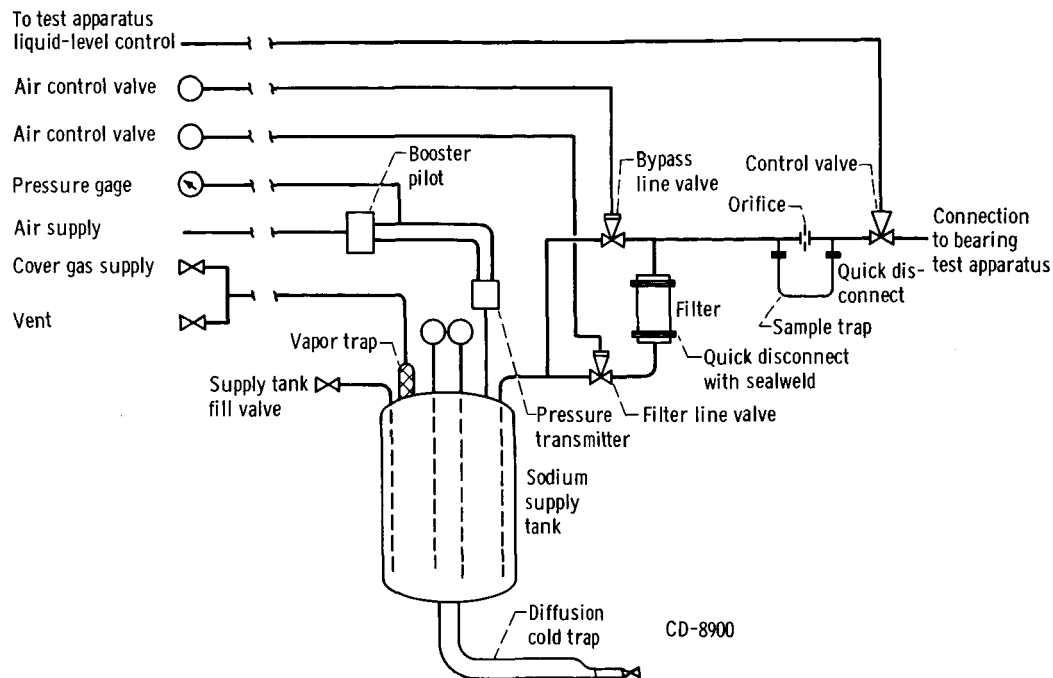 To test apparatus
liquid-level control
Air control valve
Air control valve
Pressure gage
Air supply
Cover gas supply
Vent
Booster
pilot
Bypass
line valve
Control valve
Orifice
Connection
to bearing
test apparatus
Quick dis-
connect
Filter
Sample trap
Vapor trap
Quick disconnect
with sealweld
Supply tank
fill valve
Pressure
transmitter
Filter line valve
Sodium
supply
tank
Diffusion
cold trap
CD-8900